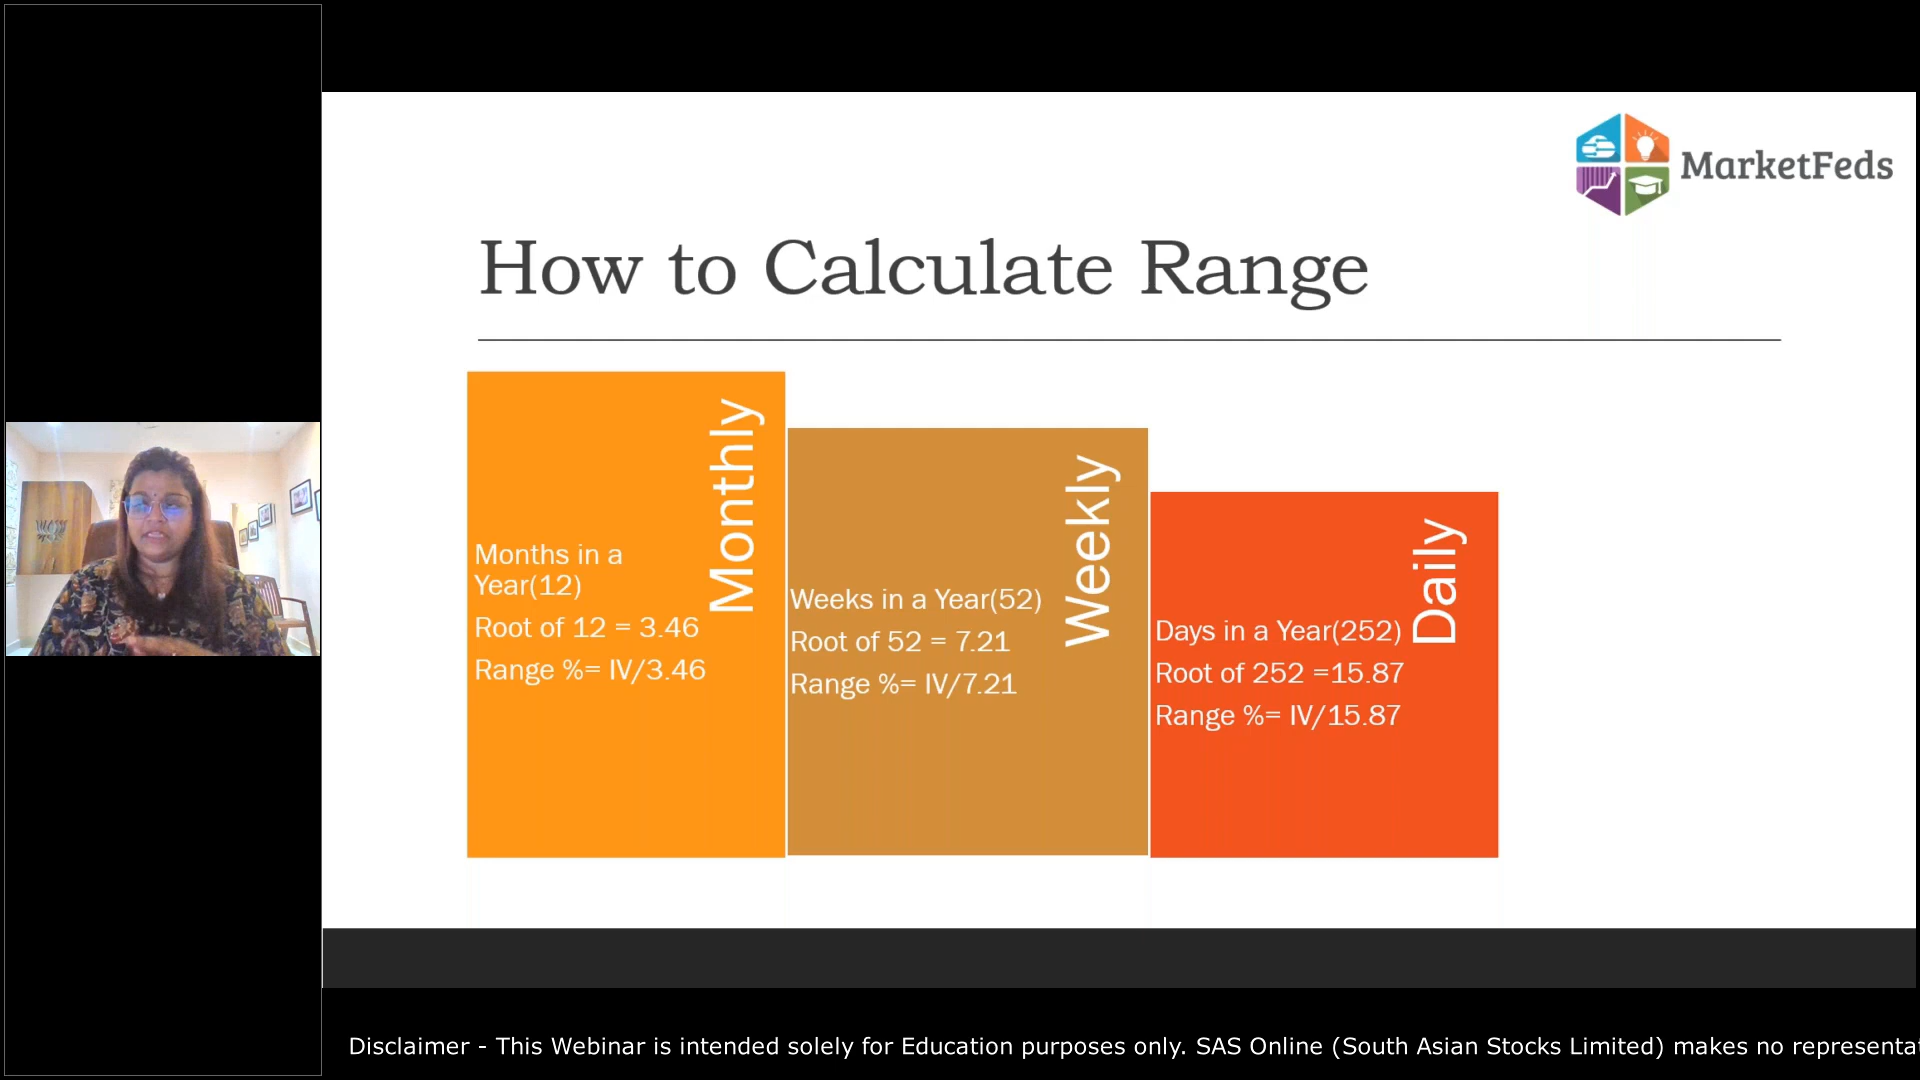 MarketFeds
How to Calculate Range
Monthly
Months in a
Year(12)
Root of 12 = 3.46
Range %= IV/3.46
Weekly
Weeks in a Year(52)
Root of 52 = 7.21
Range %= IV/7.21
Daily
Days in a Year(252)
Root of 252 =15.87
Range %= IV/15.87
Disclaimer - This Webinar is intended solely for Education purposes only. SAS Online (South Asian Stocks Limited) makes no representat